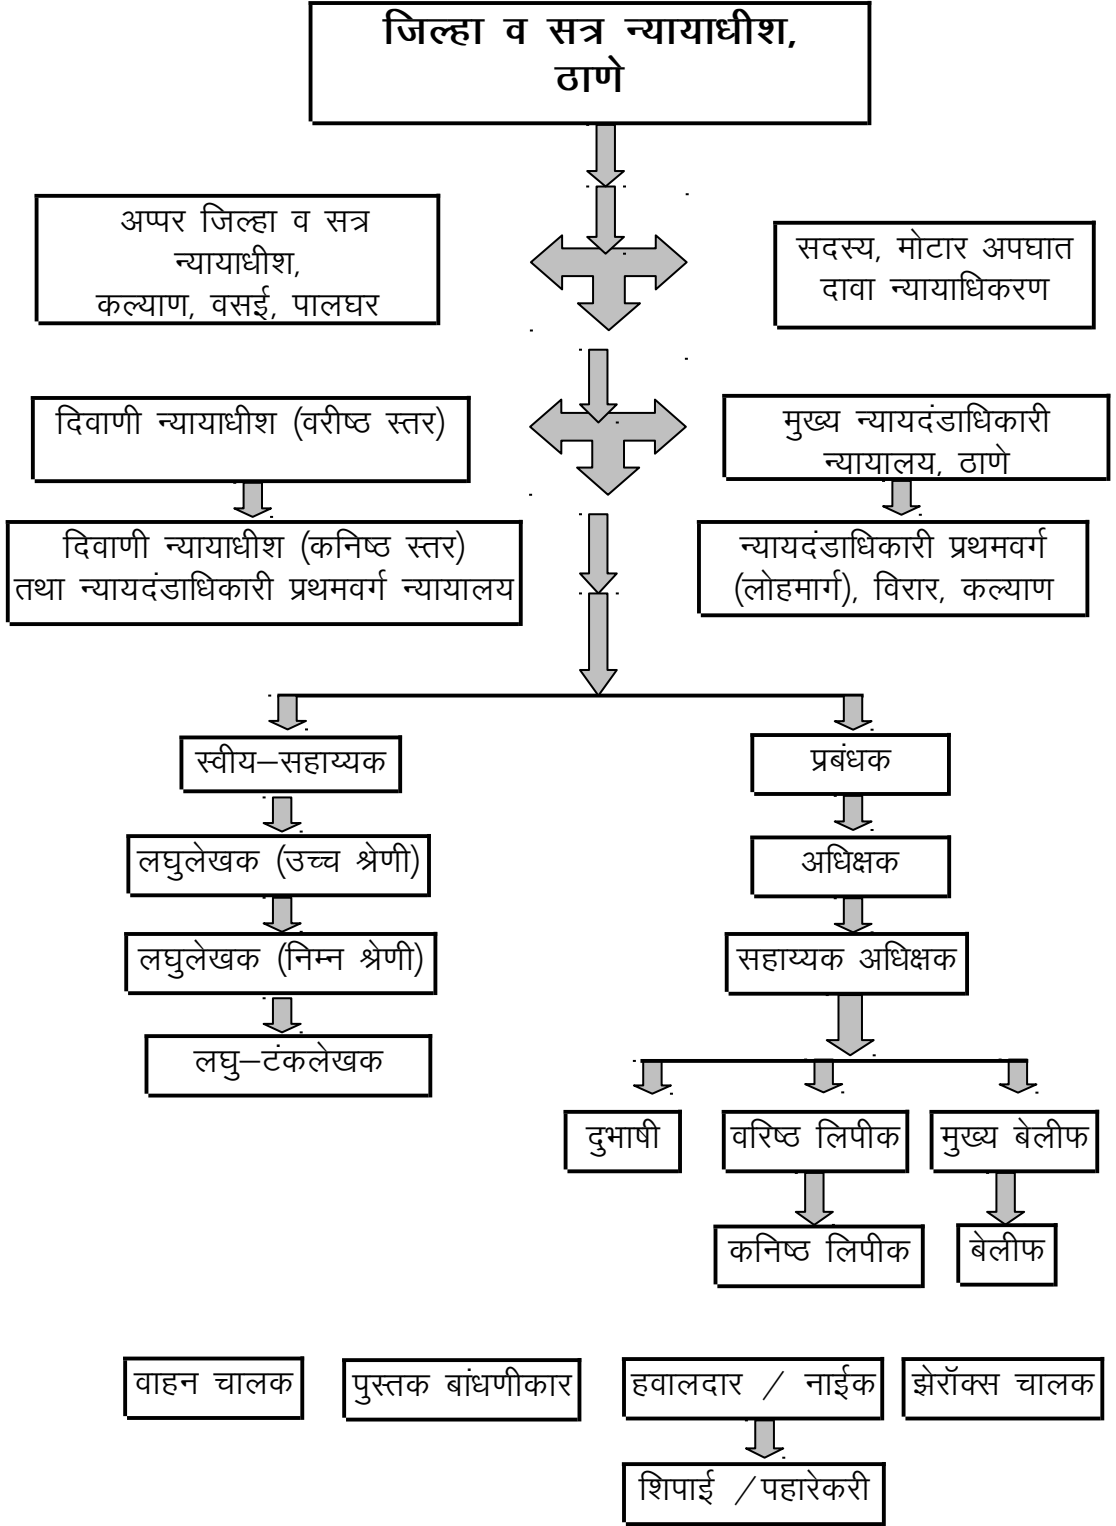 जिल्हा व सत्र न्यायाधीश,
ठाणे
अप्पर जिल्हा व सत्र
न्यायाधीश,
कल्याण, वसई, पालघर
सदस्य, मोटार अपघात
दावा न्यायाधिकरण
दिवाणी न्यायाधीश (वरीष्ठ स्तर)
मुख्य न्यायदंडाधिकारी
न्यायालय, ठाणे
दिवाणी न्यायाधीश (कनिष्ठ स्तर)
तथा न्यायदंडाधिकारी प्रथमवर्ग न्यायालय
न्यायदंडाधिकारी प्रथमवर्ग
(लोहमार्ग), विरार, कल्याण
स्वीय–सहाय्यक
प्रबंधक
लघुलेखक (उच्च श्रेणी)
अधिक्षक
लघुलेखक (निम्न श्रेणी)
सहाय्यक अधिक्षक
लघु–टंकलेखक
दुभाषी
वरिष्ठ लिपीक
मुख्य बेलीफ
कनिष्ठ लिपीक
बेलीफ
वाहन चालक
पुस्तक बांधणीकार
हवालदार / नाईक
झेरॉक्स चालक
शिपाई / पहारेकरी